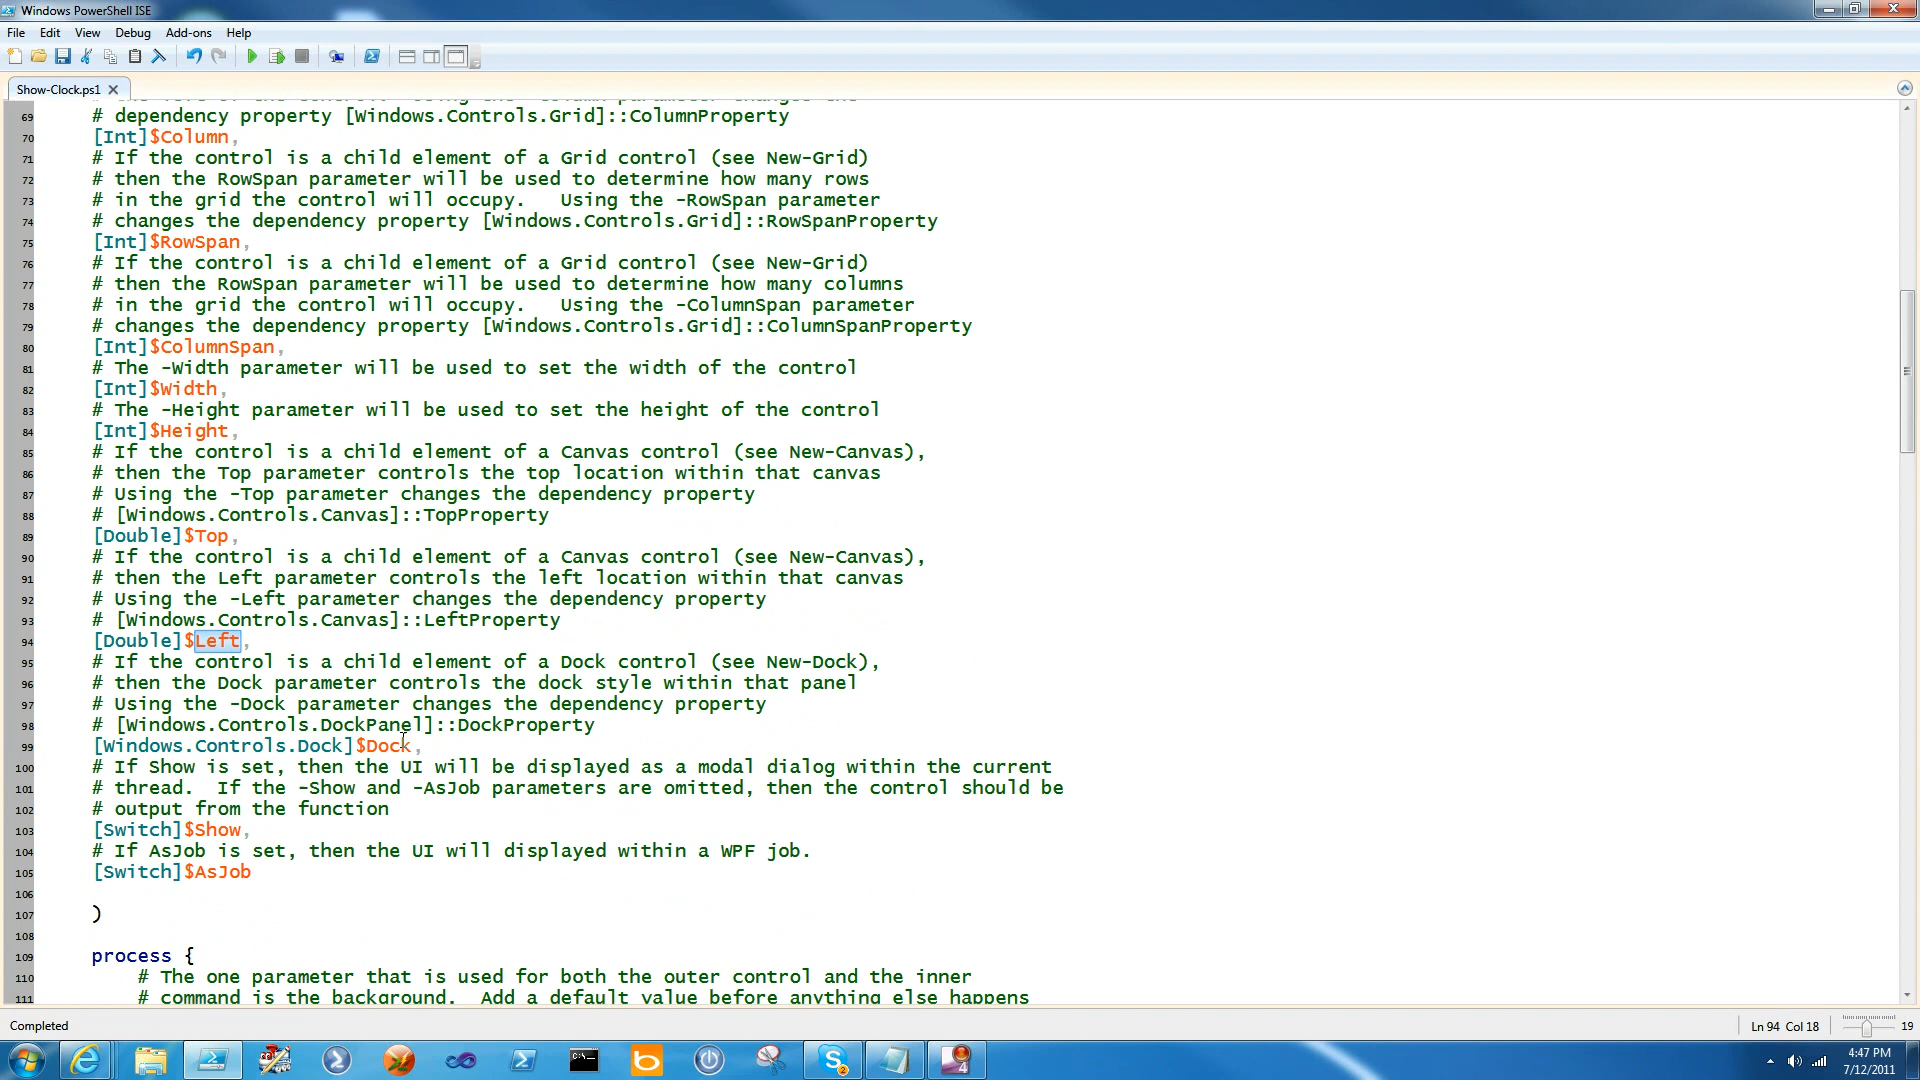 Windows PowerShell ISE
File Edit View Debug Add-ons Help
Show-Clock.ps1
69 # dependency property [Windows.Controls.Grid]::ColumnProperty
70 [Int]$Column,
71 # If the control is a child element of a Grid control (see New-Grid)
72 # then the RowSpan parameter will be used to determine how many rows
73 # in the grid the control will occupy.   Using the -RowSpan parameter
74 # changes the dependency property [Windows.Controls.Grid]::RowSpanProperty
75 [Int]$RowSpan,
76 # If the control is a child element of a Grid control (see New-Grid)
77 # then the RowSpan parameter will be used to determine how many columns
78 # in the grid the control will occupy.   Using the -ColumnSpan parameter
79 # changes the dependency property [Windows.Controls.Grid]::ColumnSpanProperty
80 [Int]$ColumnSpan,
81 # The -Width parameter will be used to set the width of the control
82 [Int]$Width,
83 # The -Height parameter will be used to set the height of the control
84 [Int]$Height,
85 # If the control is a child element of a Canvas control (see New-Canvas),
86 # then the Top parameter controls the top location within that canvas
87 # Using the -Top parameter changes the dependency property
88 # [Windows.Controls.Canvas]::TopProperty
89 [Double]$Top,
90 # If the control is a child element of a Canvas control (see New-Canvas),
91 # then the Left parameter controls the left location within that canvas
92 # Using the -Left parameter changes the dependency property
93 # [Windows.Controls.Canvas]::LeftProperty
94 [Double]$Left,
95 # If the control is a child element of a Dock control (see New-Dock),
96 # then the Dock parameter controls the dock style within that panel
97 # Using the -Dock parameter changes the dependency property
98 # [Windows.Controls.DockPanel]::DockProperty
99 [Windows.Controls.Dock]$Dock,
100 # If Show is set, then the UI will be displayed as a modal dialog within the current
101 # thread.  If the -Show and -AsJob parameters are omitted, then the control should be
102 # output from the function
103 [Switch]$Show,
104 # If AsJob is set, then the UI will displayed within a WPF job.
105 [Switch]$AsJob
106
107 )
108
109 process {
110 # The one parameter that is used for both the outer control and the inner
111 # command is the background.  Add a default value before anything else happens
Completed
Ln 94 Col 18
19
4:47 PM
7/12/2011